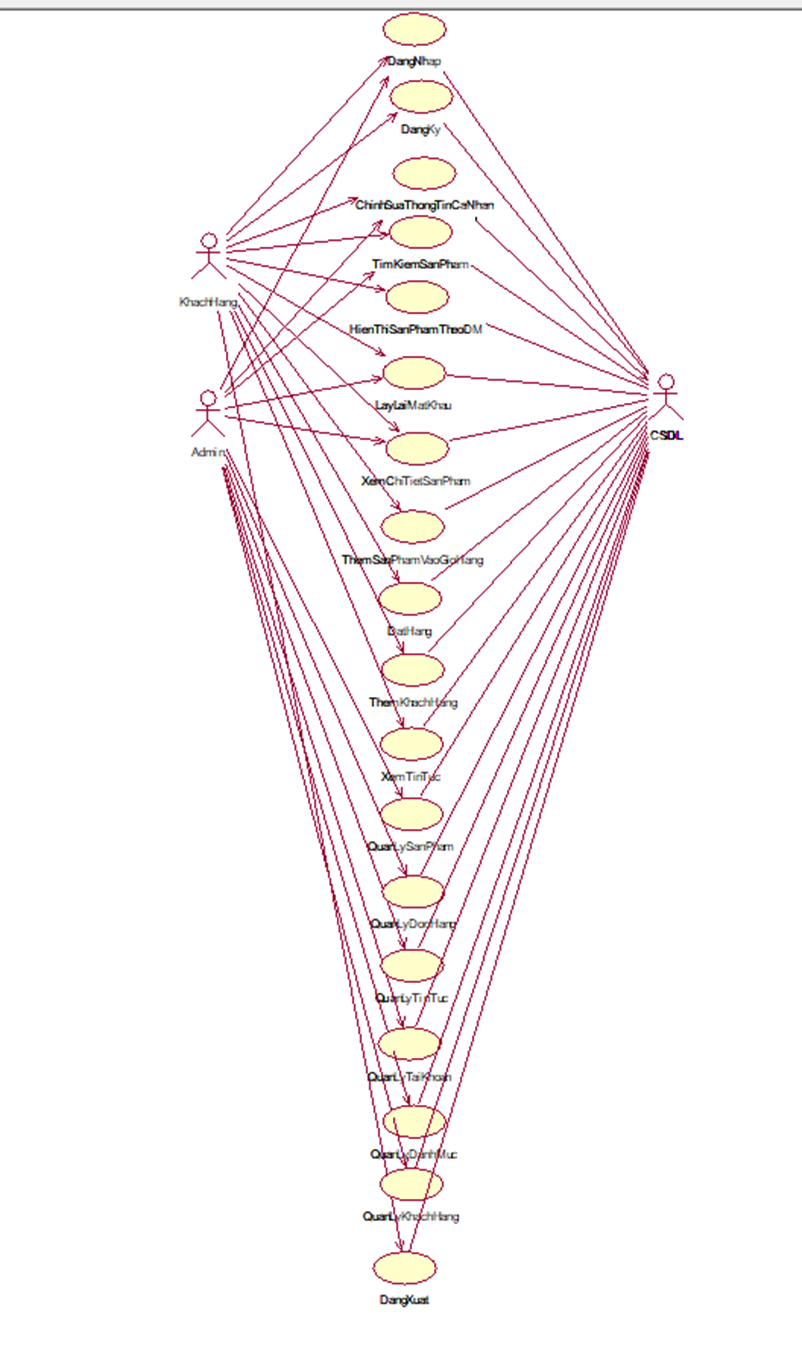 DangNhap
DangKy
ChinhSuaThongTinCaNhan
TimKiemSanPham
KhachHang
HienThiSanPhamTheoDM
LayLaiMatKhau
CSDL
Admin
XemChiTietSanPham
ThemSanPhamVaoGioHang
DatHang
ThemKhachHang
XemTinTuc
QuanLySanPham
QuanLyDonHang
QuanLyTinTuc
QuanLyTaiKhoan
QuanLyDanhMuc
QuanLyKhachHang
DangXuat